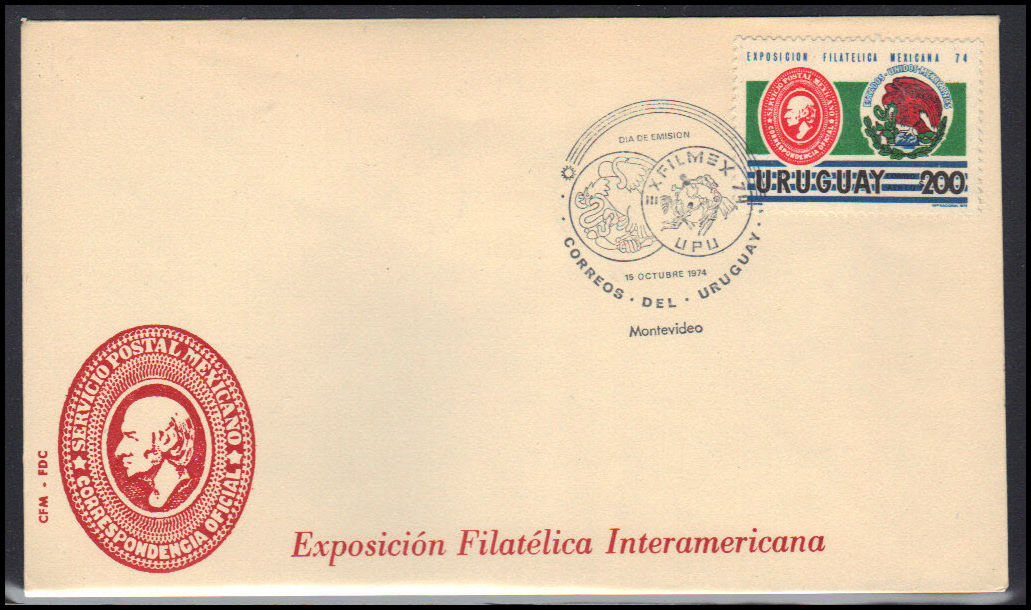 EXPOSICION FILATELICA MEXICANA 74
SERVICIO POSTAL MEXICANO
CORRESPONDENCIA OFICIAL
ESTADOS·UNIDOS·MEXICANOS
URUGUAY 200
DIA DE EMISION
EXFILMEX·74
UPU
15 OCTUBRE 1974
CORREOS · DEL · URUGUAY
Montevideo
SERVICIO POSTAL MEXICANO
CORRESPONDENCIA OFICIAL
CFM - FDC
Exposición Filatélica Interamericana